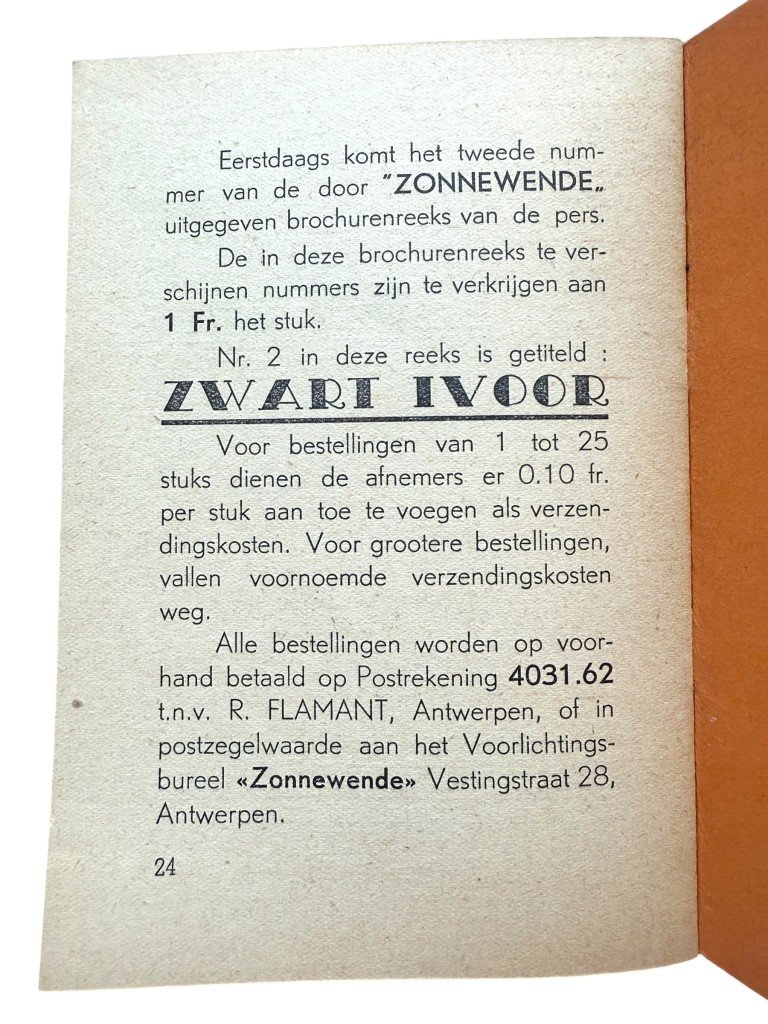 Eerstdaags komt het tweede num-
mer van de door "ZONNEWENDE„
uitgegeven brochurenreeks van de pers.
De in deze brochurenreeks te ver-
schijnen nummers zijn te verkrijgen aan
1 Fr. het stuk.
Nr. 2 in deze reeks is getiteld :
ZWART IVOOR
Voor bestellingen van 1 tot 25
stuks dienen de afnemers er 0.10 fr.
per stuk aan toe te voegen als verzen-
dingskosten. Voor grootere bestellingen,
vallen voornoemde verzendingskosten
weg.
Alle bestellingen worden op voor-
hand betaald op Postrekening 4031.62
t.n.v. R. FLAMANT, Antwerpen, of in
postzegelwaarde aan het Voorlichtings-
bureel «Zonnewende» Vestingstraat 28,
Antwerpen.
24